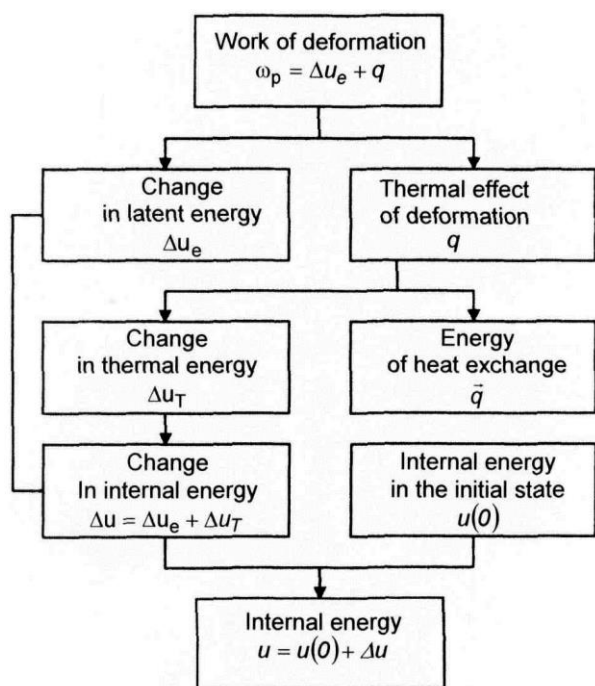 Work of deformation
ωp = Δue + q
Change
in latent energy
Δue
Thermal effect
of deformation
q
Change
in thermal energy
ΔuT
Energy
of heat exchange
q⃗
Change
In internal energy
Δu = Δue + ΔuT
Internal energy
in the initial state
u(0)
Internal energy
u = u(0) + Δu